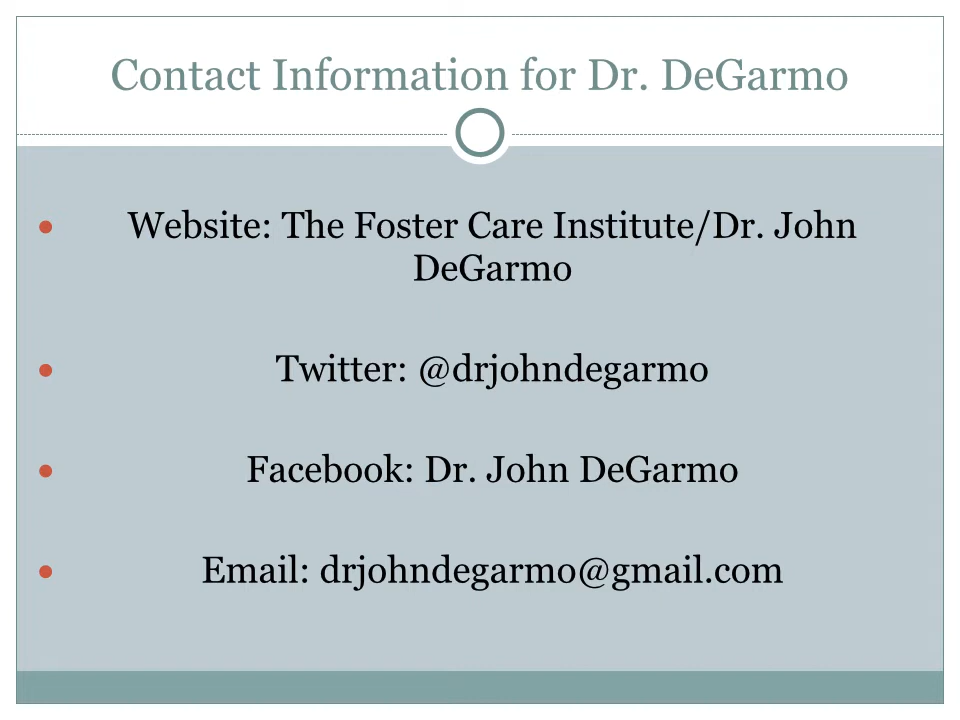 Contact Information for Dr. DeGarmo
Website: The Foster Care Institute/Dr. John
DeGarmo
Twitter: @drjohndegarmo
Facebook: Dr. John DeGarmo
Email: drjohndegarmo@gmail.com